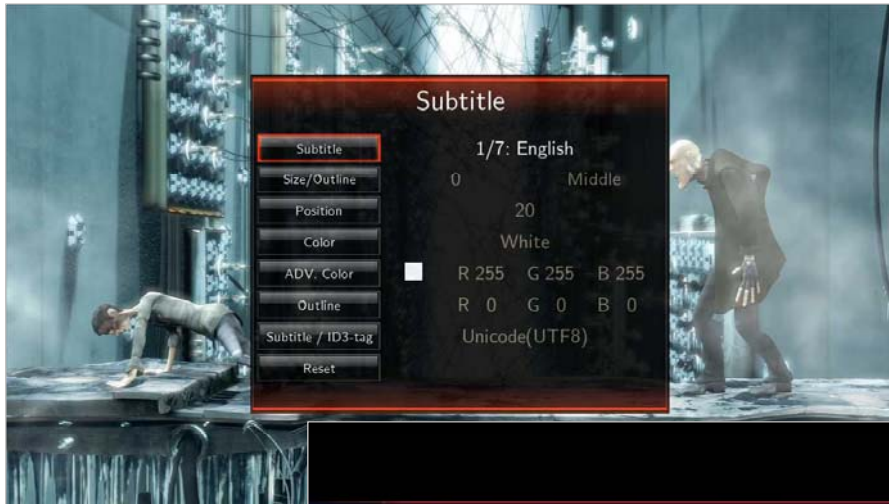 Subtitle
Subtitle 1/7: English
Size/Outline 0 Middle
Position 20
Color White
ADV. Color R 255 G 255 B 255
Outline R 0 G 0 B 0
Subtitle / ID3-tag Unicode(UTF8)
Reset